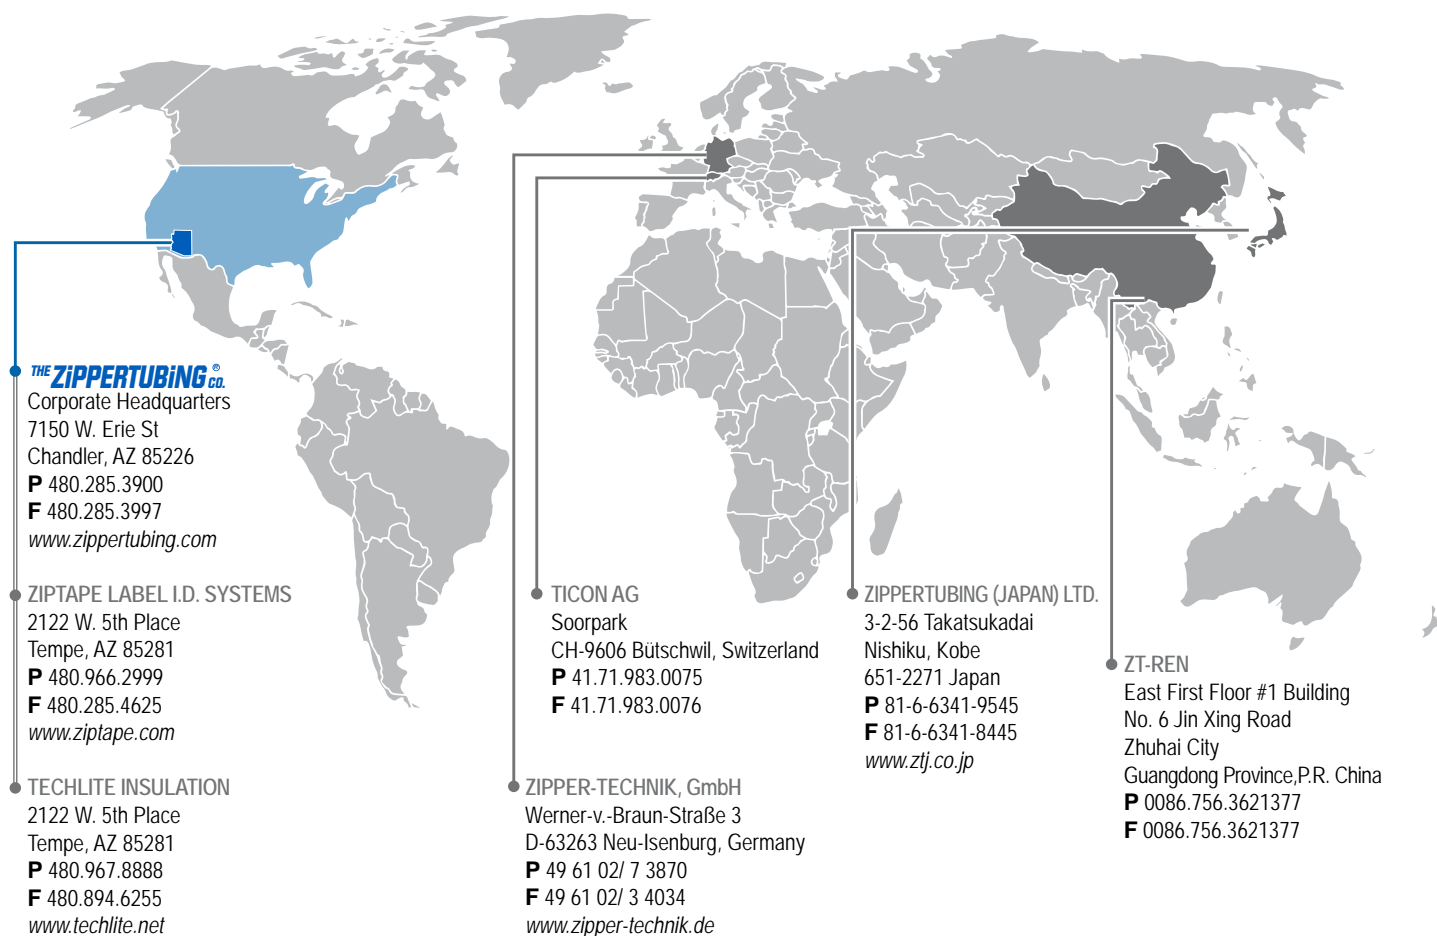 THE ZiPPERTUBiNG® CO.
Corporate Headquarters
7150 W. Erie St
Chandler, AZ 85226
P 480.285.3900
F 480.285.3997
www.zippertubing.com
ZIPTAPE LABEL I.D. SYSTEMS
2122 W. 5th Place
Tempe, AZ 85281
P 480.966.2999
F 480.285.4625
www.ziptape.com
TECHLITE INSULATION
2122 W. 5th Place
Tempe, AZ 85281
P 480.967.8888
F 480.894.6255
www.techlite.net
TICON AG
Soorpark
CH-9606 Bütschwil, Switzerland
P 41.71.983.0075
F 41.71.983.0076
ZIPPER-TECHNIK, GmbH
Werner-v.-Braun-Straße 3
D-63263 Neu-Isenburg, Germany
P 49 61 02/ 7 3870
F 49 61 02/ 3 4034
www.zipper-technik.de
ZIPPERTUBING (JAPAN) LTD.
3-2-56 Takatsukadai
Nishiku, Kobe
651-2271 Japan
P 81-6-6341-9545
F 81-6-6341-8445
www.ztj.co.jp
ZT-REN
East First Floor #1 Building
No. 6 Jin Xing Road
Zhuhai City
Guangdong Province,P.R. China
P 0086.756.3621377
F 0086.756.3621377